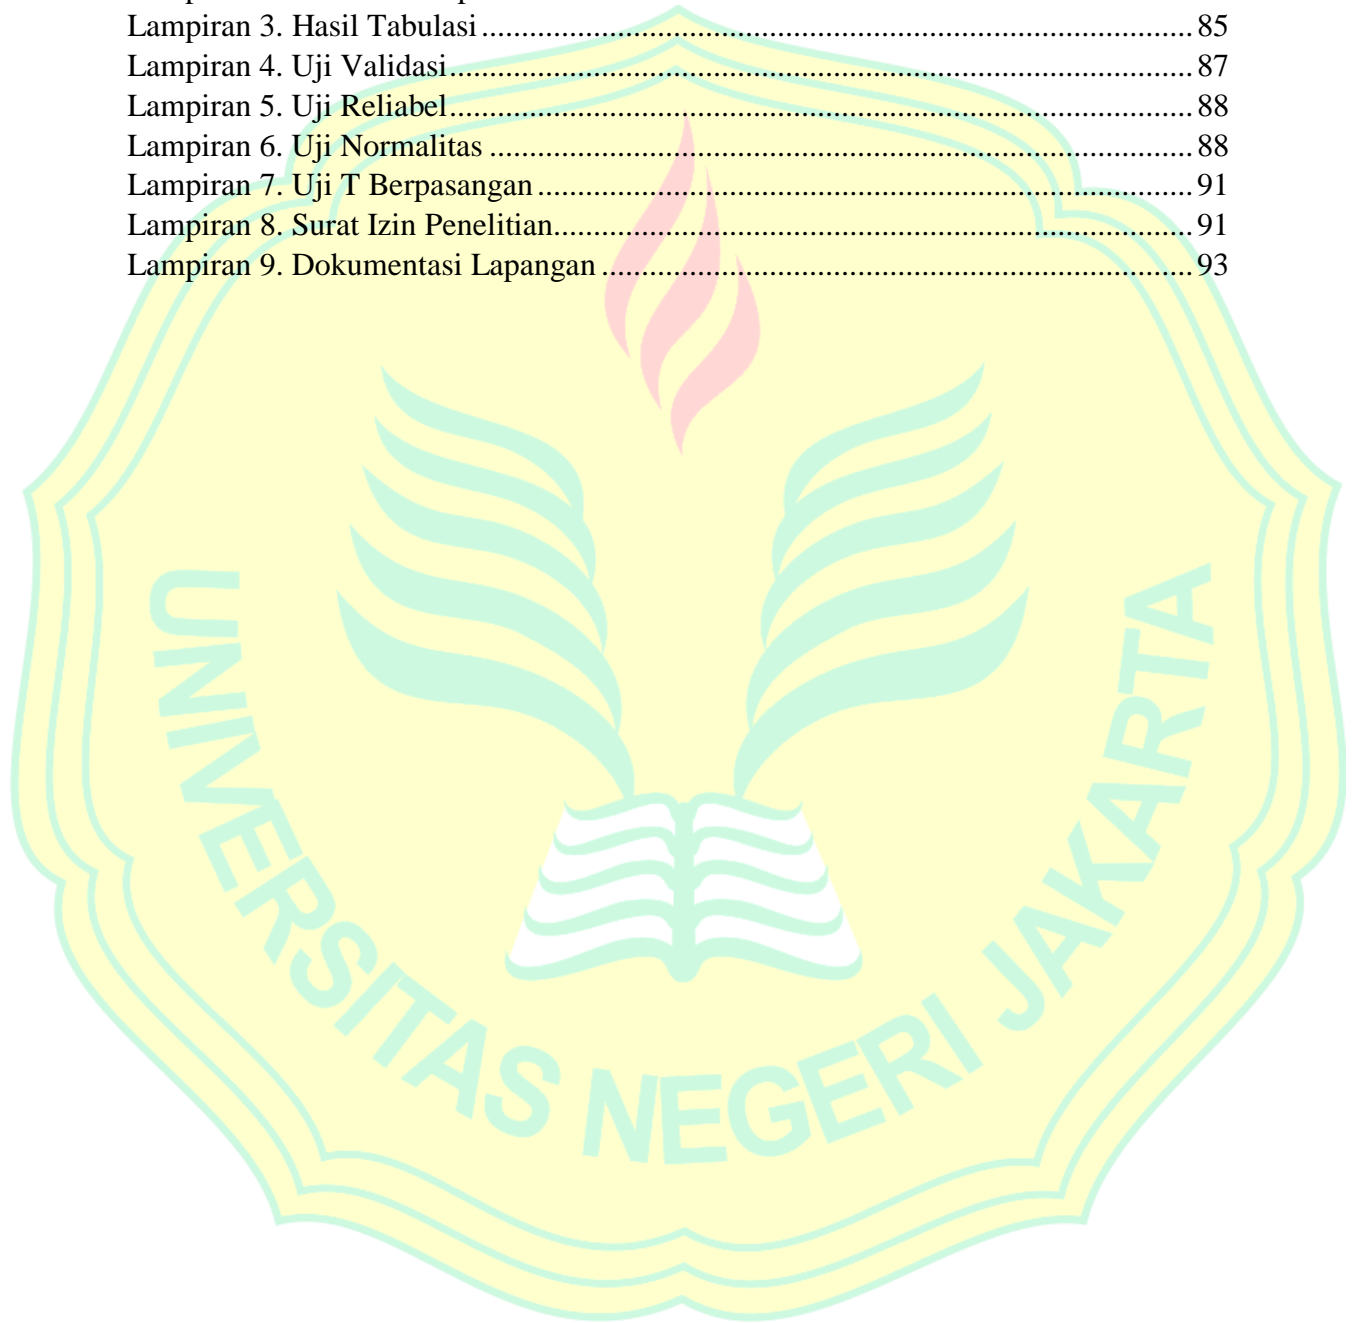 Lampiran 3. Hasil Tabulasi ........................................................................................ 85
Lampiran 4. Uji Validasi ............................................................................................ 87
Lampiran 5. Uji Reliabel ............................................................................................ 88
Lampiran 6. Uji Normalitas ....................................................................................... 88
Lampiran 7. Uji T Berpasangan ................................................................................. 91
Lampiran 8. Surat Izin Penelitian ............................................................................... 91
Lampiran 9. Dokumentasi Lapangan ......................................................................... 93
UNIVERSITAS NEGERI JAKARTA